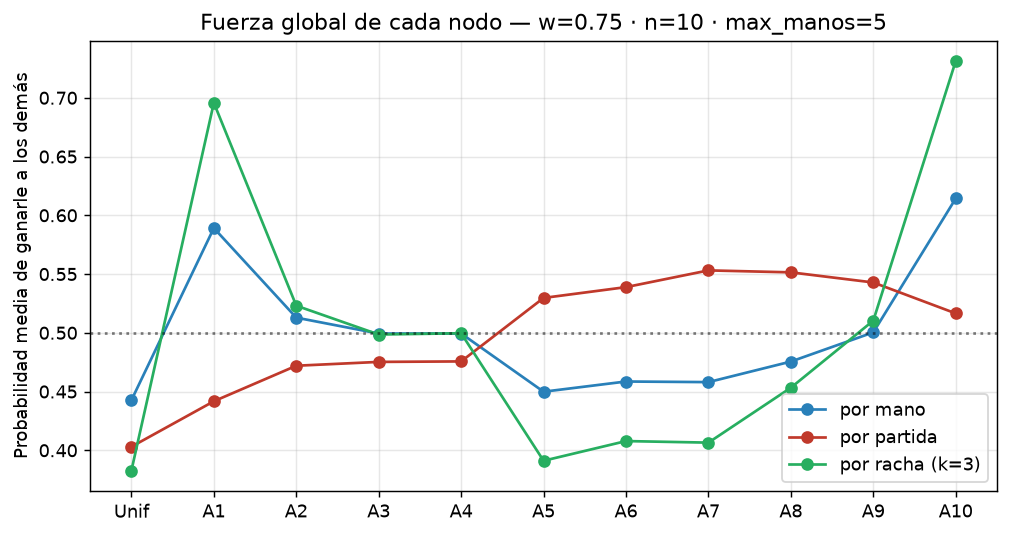 Fuerza global de cada nodo — w=0.75 · n=10 · max_manos=5
Probabilidad media de ganarle a los demás
0.70
0.65
0.60
0.55
0.50
0.45
0.40
por mano
por partida
por racha (k=3)
Unif A1 A2 A3 A4 A5 A6 A7 A8 A9 A10